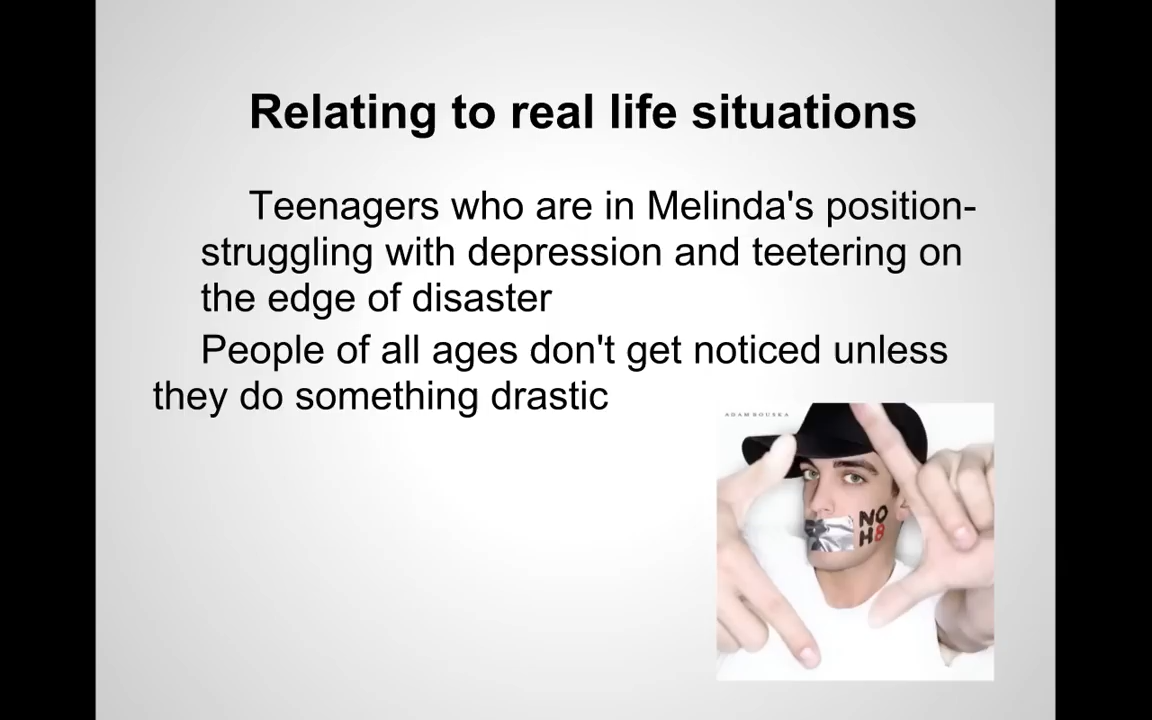 Relating to real life situations
Teenagers who are in Melinda's position-
struggling with depression and teetering on
the edge of disaster
People of all ages don't get noticed unless
they do something drastic
ADAM BOUSKA
NO
H8